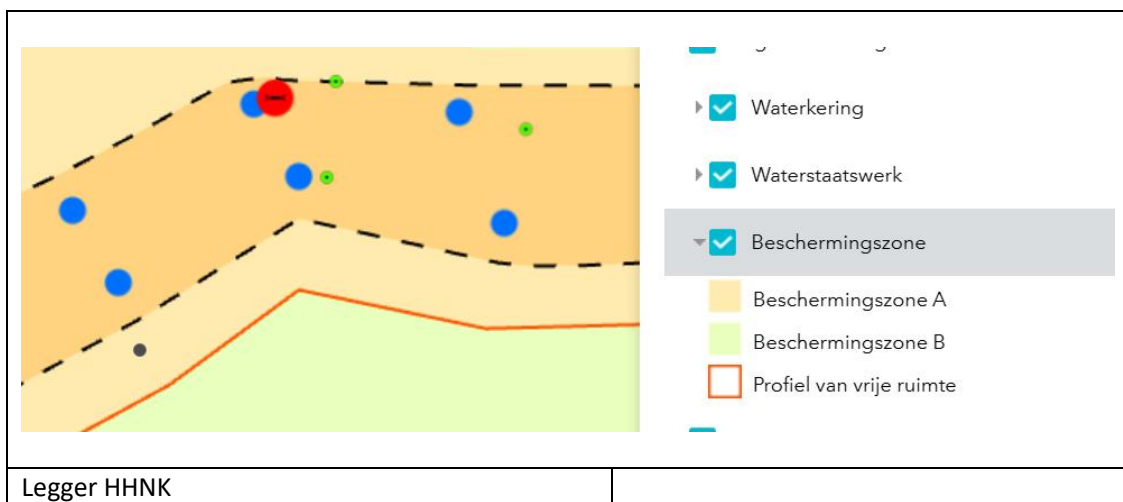 Waterkering
Waterstaatswerk
Beschermingszone
Beschermingszone A
Beschermingszone B
Profiel van vrije ruimte
Legger HHNK